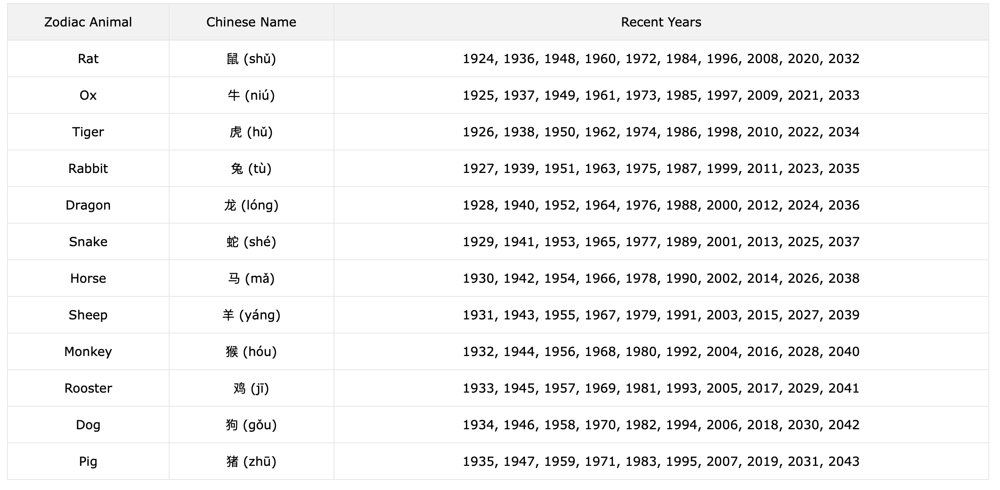 Zodiac Animal Chinese Name Recent Years
Rat 鼠 (shǔ) 1924, 1936, 1948, 1960, 1972, 1984, 1996, 2008, 2020, 2032
Ox 牛 (niú) 1925, 1937, 1949, 1961, 1973, 1985, 1997, 2009, 2021, 2033
Tiger 虎 (hǔ) 1926, 1938, 1950, 1962, 1974, 1986, 1998, 2010, 2022, 2034
Rabbit 兔 (tù) 1927, 1939, 1951, 1963, 1975, 1987, 1999, 2011, 2023, 2035
Dragon 龙 (lóng) 1928, 1940, 1952, 1964, 1976, 1988, 2000, 2012, 2024, 2036
Snake 蛇 (shé) 1929, 1941, 1953, 1965, 1977, 1989, 2001, 2013, 2025, 2037
Horse 马 (mǎ) 1930, 1942, 1954, 1966, 1978, 1990, 2002, 2014, 2026, 2038
Sheep 羊 (yáng) 1931, 1943, 1955, 1967, 1979, 1991, 2003, 2015, 2027, 2039
Monkey 猴 (hóu) 1932, 1944, 1956, 1968, 1980, 1992, 2004, 2016, 2028, 2040
Rooster 鸡 (jī) 1933, 1945, 1957, 1969, 1981, 1993, 2005, 2017, 2029, 2041
Dog 狗 (gǒu) 1934, 1946, 1958, 1970, 1982, 1994, 2006, 2018, 2030, 2042
Pig 猪 (zhū) 1935, 1947, 1959, 1971, 1983, 1995, 2007, 2019, 2031, 2043